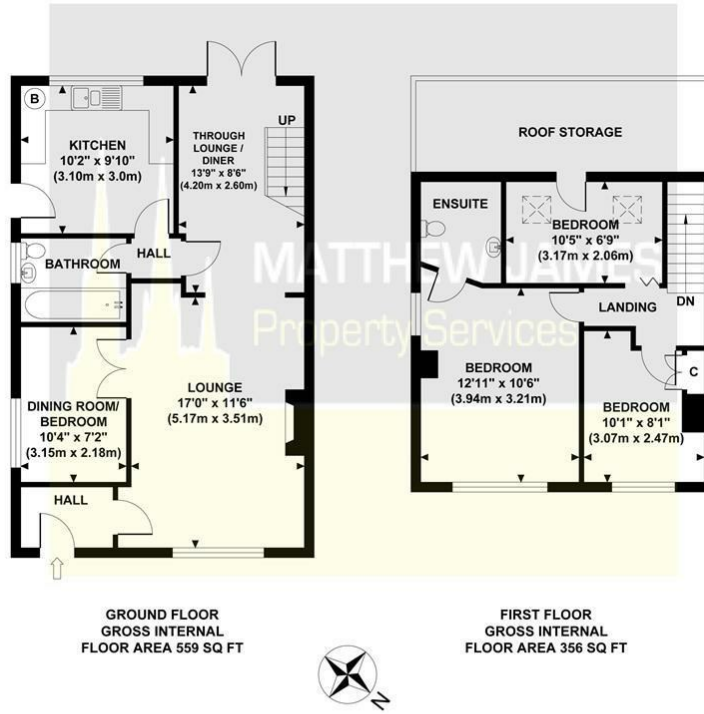 B
KITCHEN
10'2" x 9'10"
(3.10m x 3.0m)
THROUGH
LOUNGE /
DINER
13'9" x 8'6"
(4.20m x 2.60m)
UP
BATHROOM
HALL
LOUNGE
17'0" x 11'6"
(5.17m x 3.51m)
DINING ROOM/
BEDROOM
10'4" x 7'2"
(3.15m x 2.18m)
HALL
GROUND FLOOR
GROSS INTERNAL
FLOOR AREA 559 SQ FT
ROOF STORAGE
ENSUITE
BEDROOM
10'5" x 6'9"
(3.17m x 2.06m)
LANDING
DN
BEDROOM
12'11" x 10'6"
(3.94m x 3.21m)
C
BEDROOM
10'1" x 8'1"
(3.07m x 2.47m)
FIRST FLOOR
GROSS INTERNAL
FLOOR AREA 356 SQ FT
MATTHEW JAMES
Property Services
N